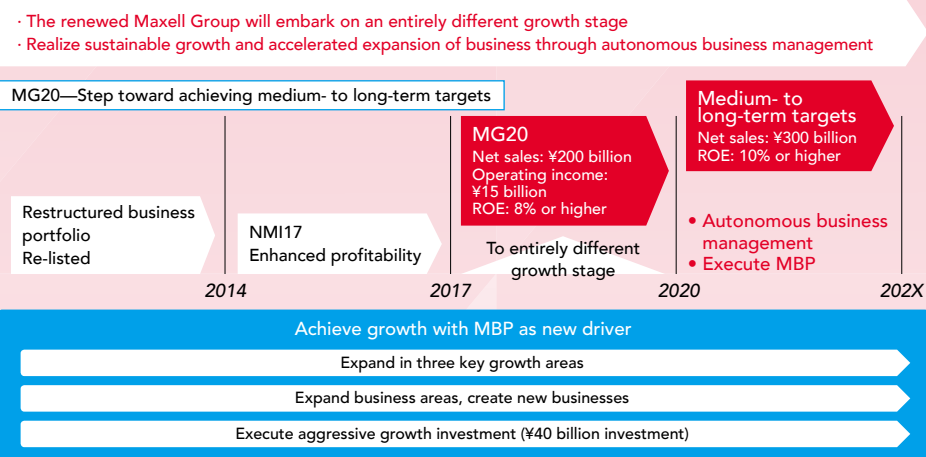 · The renewed Maxell Group will embark on an entirely different growth stage
· Realize sustainable growth and accelerated expansion of business through autonomous business management
MG20—Step toward achieving medium- to long-term targets
Restructured business
portfolio
Re-listed
NMI17
Enhanced profitability
MG20
Net sales: ¥200 billion
Operating income:
¥15 billion
ROE: 8% or higher
To entirely different
growth stage
Medium- to
long-term targets
Net sales: ¥300 billion
ROE: 10% or higher
• Autonomous business
management
• Execute MBP
2014
2017
2020
202X
Achieve growth with MBP as new driver
Expand in three key growth areas
Expand business areas, create new businesses
Execute aggressive growth investment (¥40 billion investment)